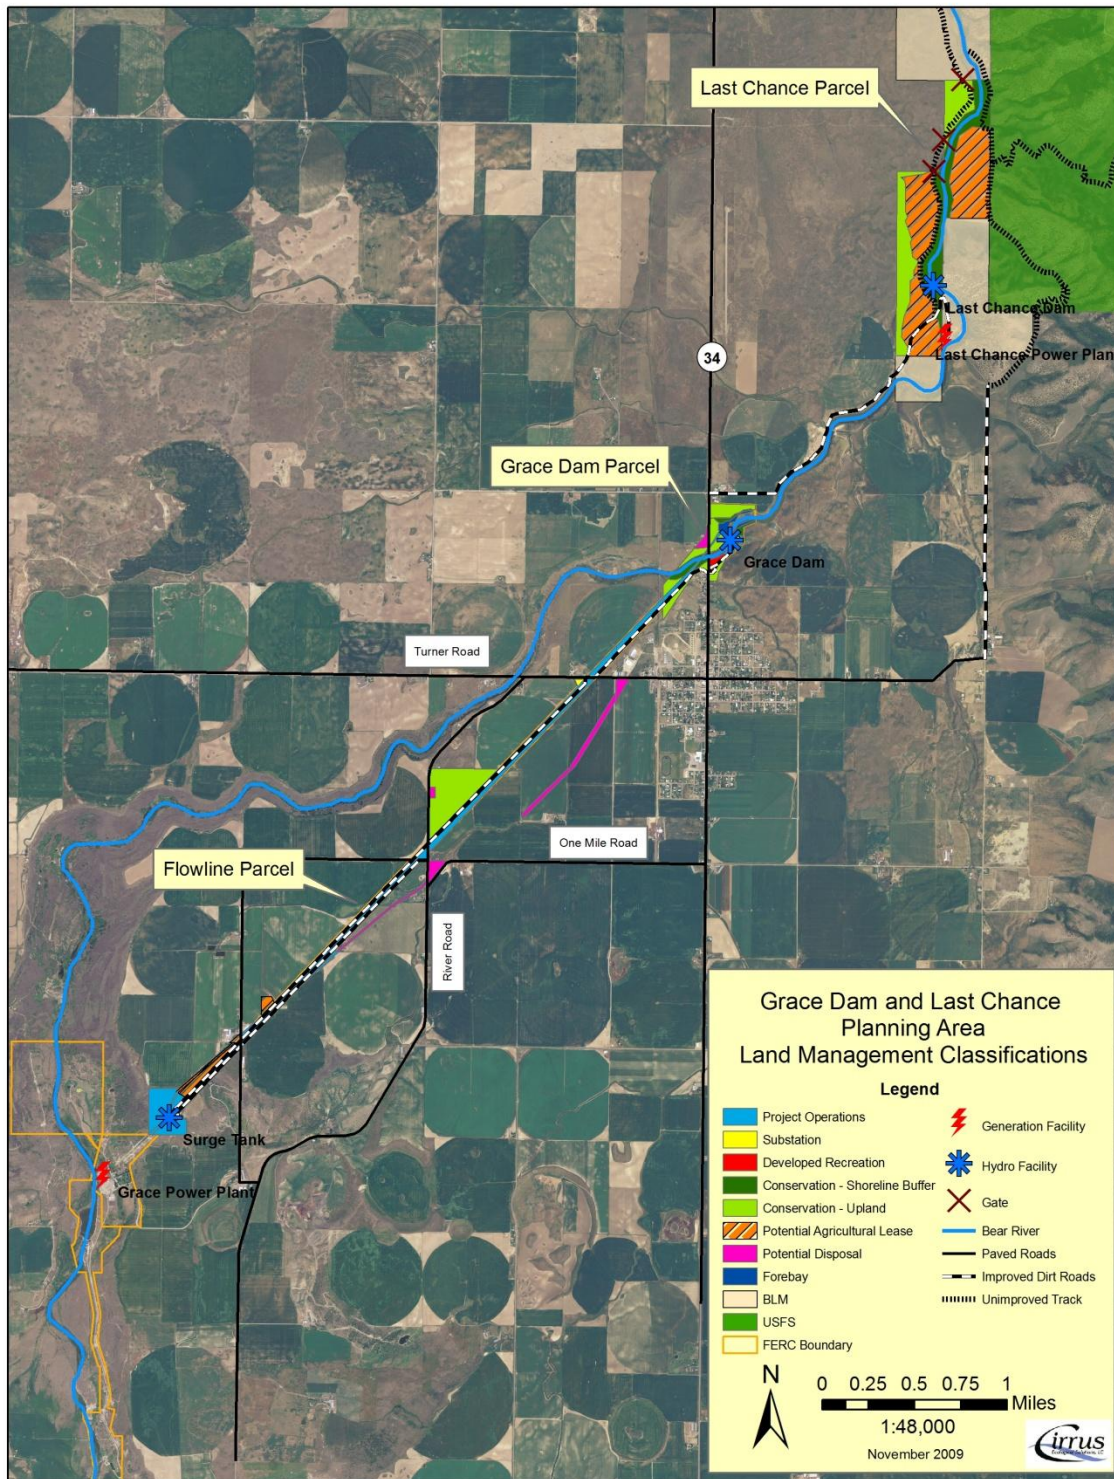 Last Chance Parcel
Last Chance Dam
34
Last Chance Power Plan
Grace Dam Parcel
Grace Dam
Turner Road
One Mile Road
Flowline Parcel
River Road
Surge Tank
Grace Power Plant
Grace Dam and Last Chance
Planning Area
Land Management Classifications
Legend
Project Operations
Substation
Developed Recreation
Conservation - Shoreline Buffer
Conservation - Upland
Potential Agricultural Lease
Potential Disposal
Forebay
BLM
USFS
FERC Boundary
Generation Facility
Hydro Facility
Gate
Bear River
Paved Roads
Improved Dirt Roads
Unimproved Track
N
0 0.25 0.5 0.75 1
Miles
1:48,000
November 2009
Cirrus
Ecological Solutions, LC